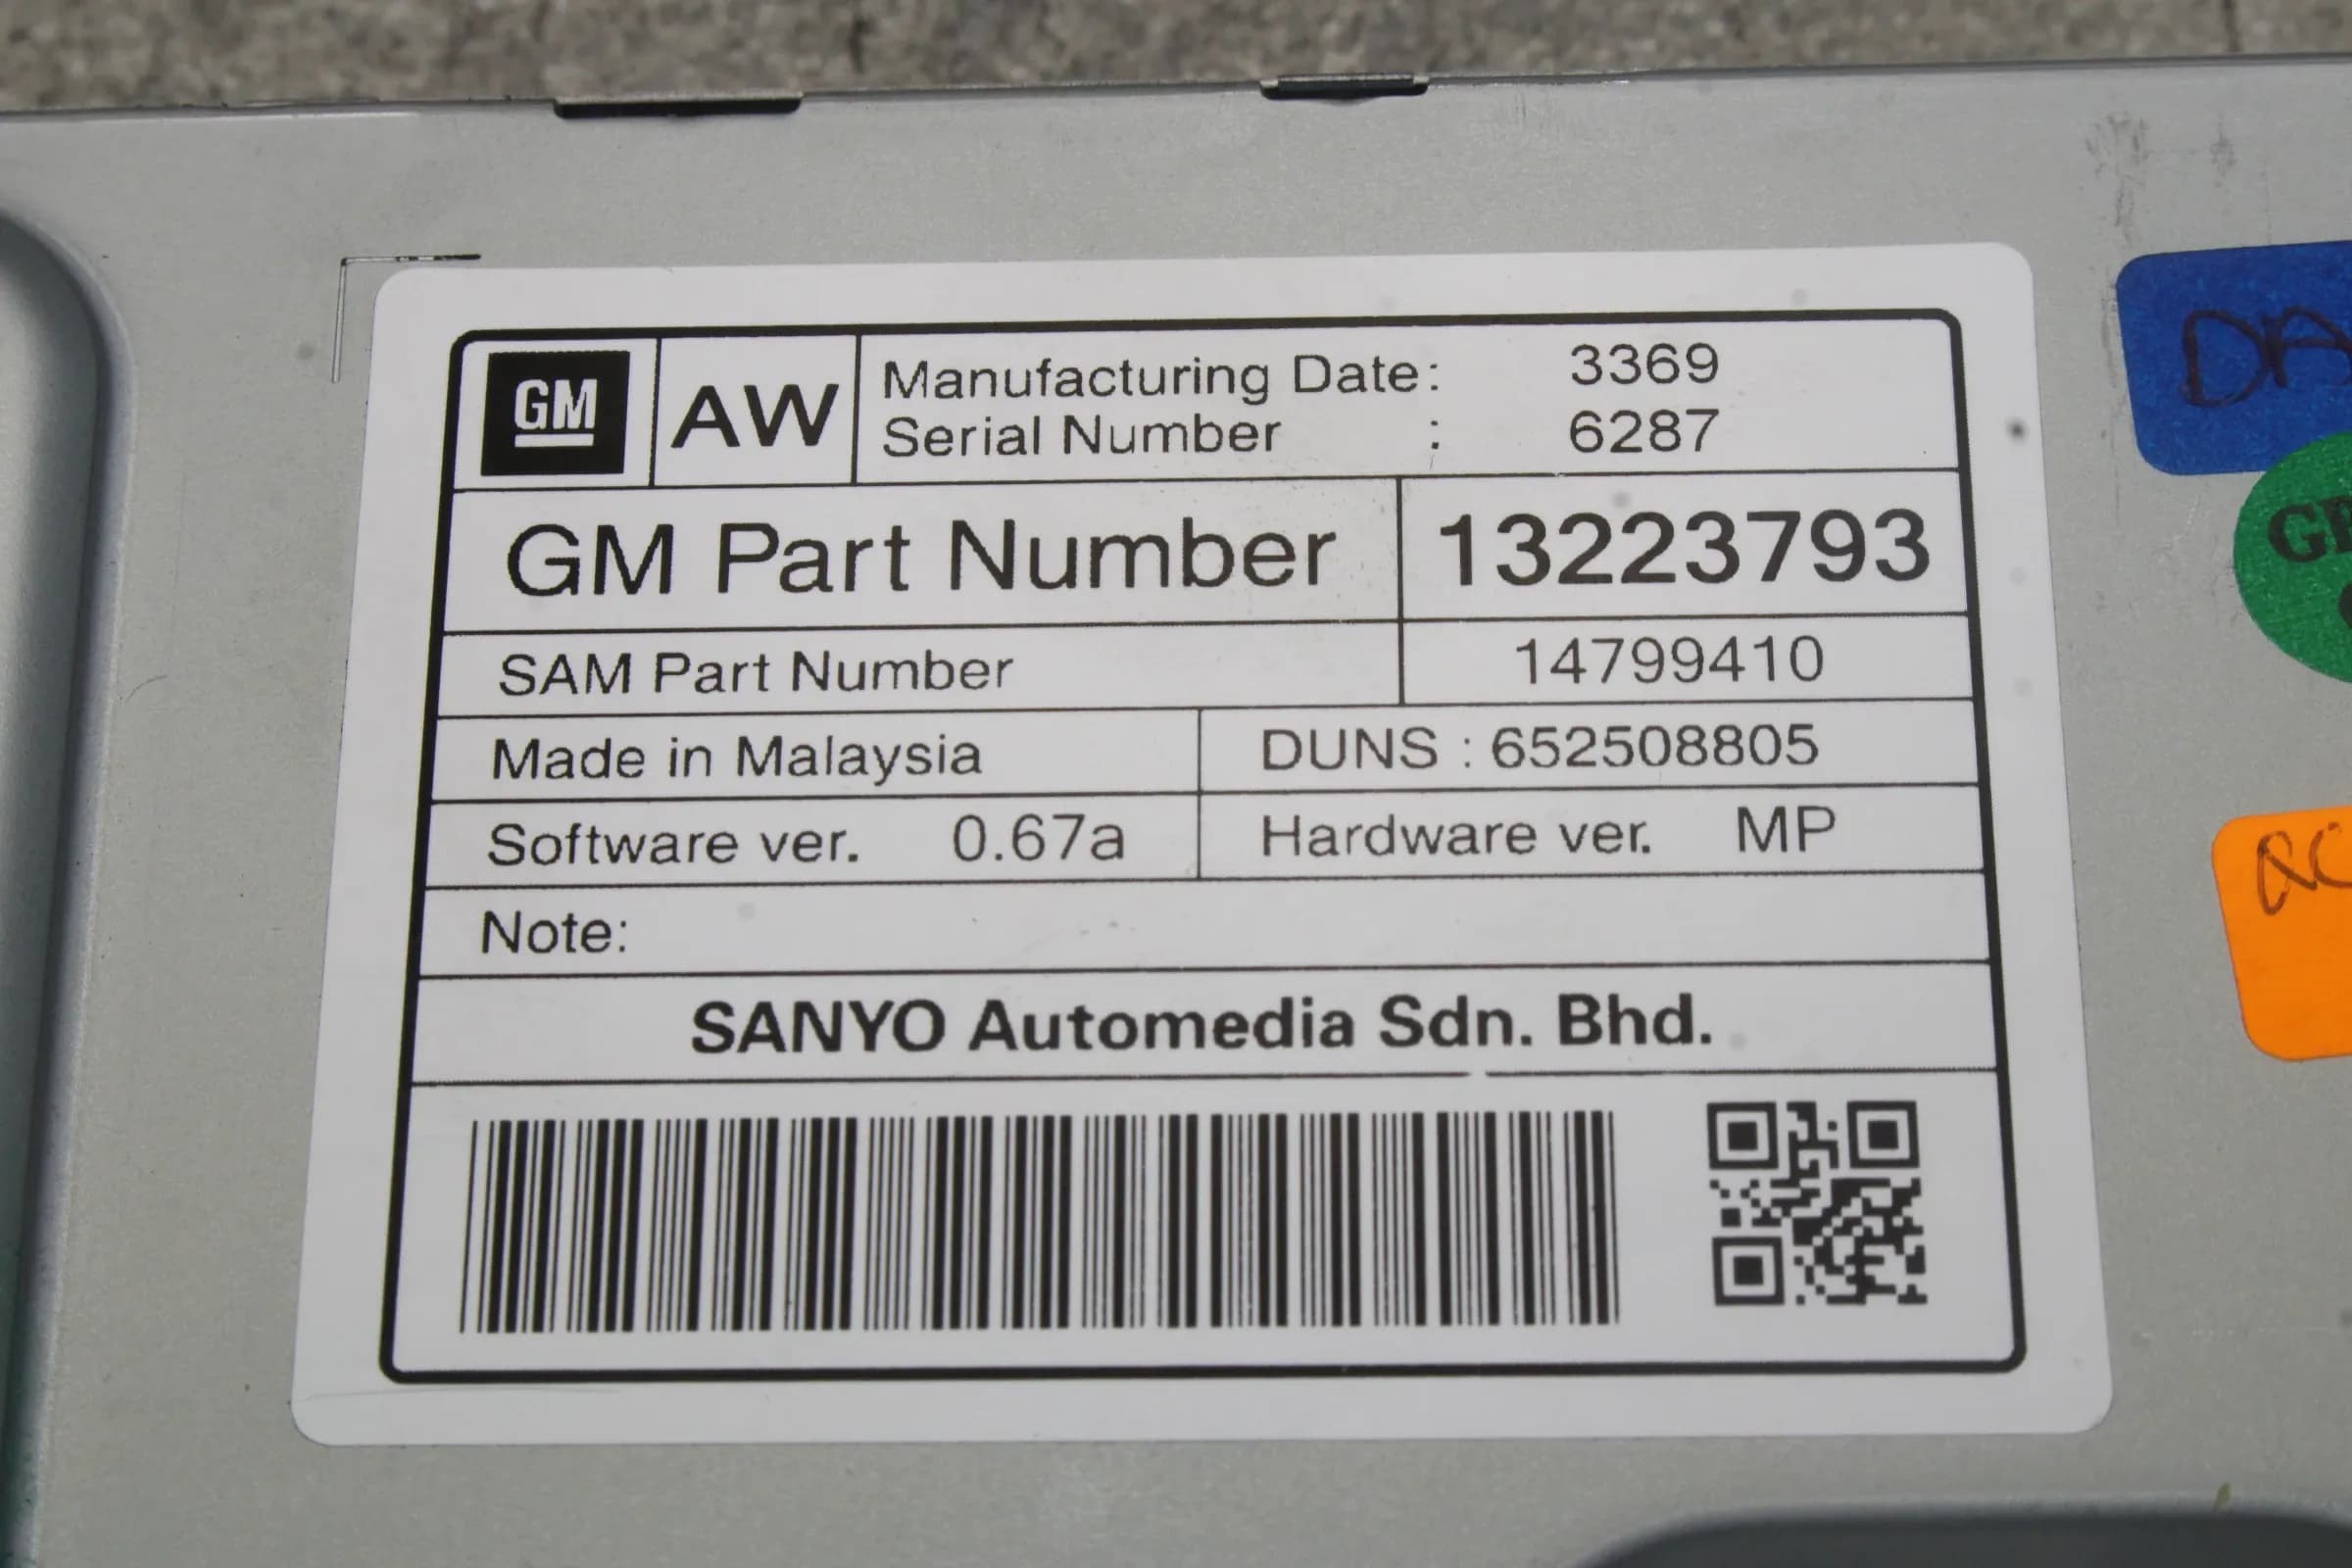 GM
AW
Manufacturing Date: 3369
Serial Number : 6287
GM Part Number 13223793
SAM Part Number 14799410
Made in Malaysia
DUNS : 652508805
Software ver. 0.67a
Hardware ver. MP
Note:
SANYO Automedia Sdn. Bhd.